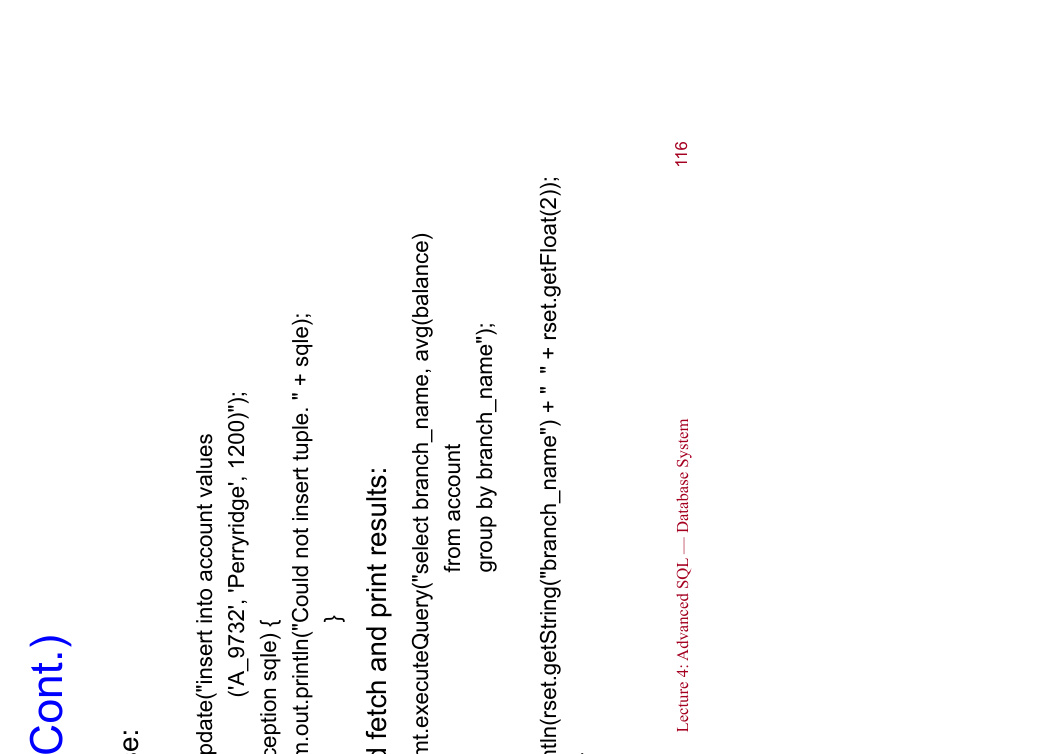 Cont.)
e:
pdate("insert into account values
('A_9732', 'Perryridge', 1200)");
ception sqle) {
m.out.println("Could not insert tuple. " + sqle);
}
d fetch and print results:
mt.executeQuery("select branch_name, avg(balance)
from account
group by branch_name");
ntln(rset.getString("branch_name") + "  " + rset.getFloat(2));
Lecture 4: Advanced SQL — Database System 116